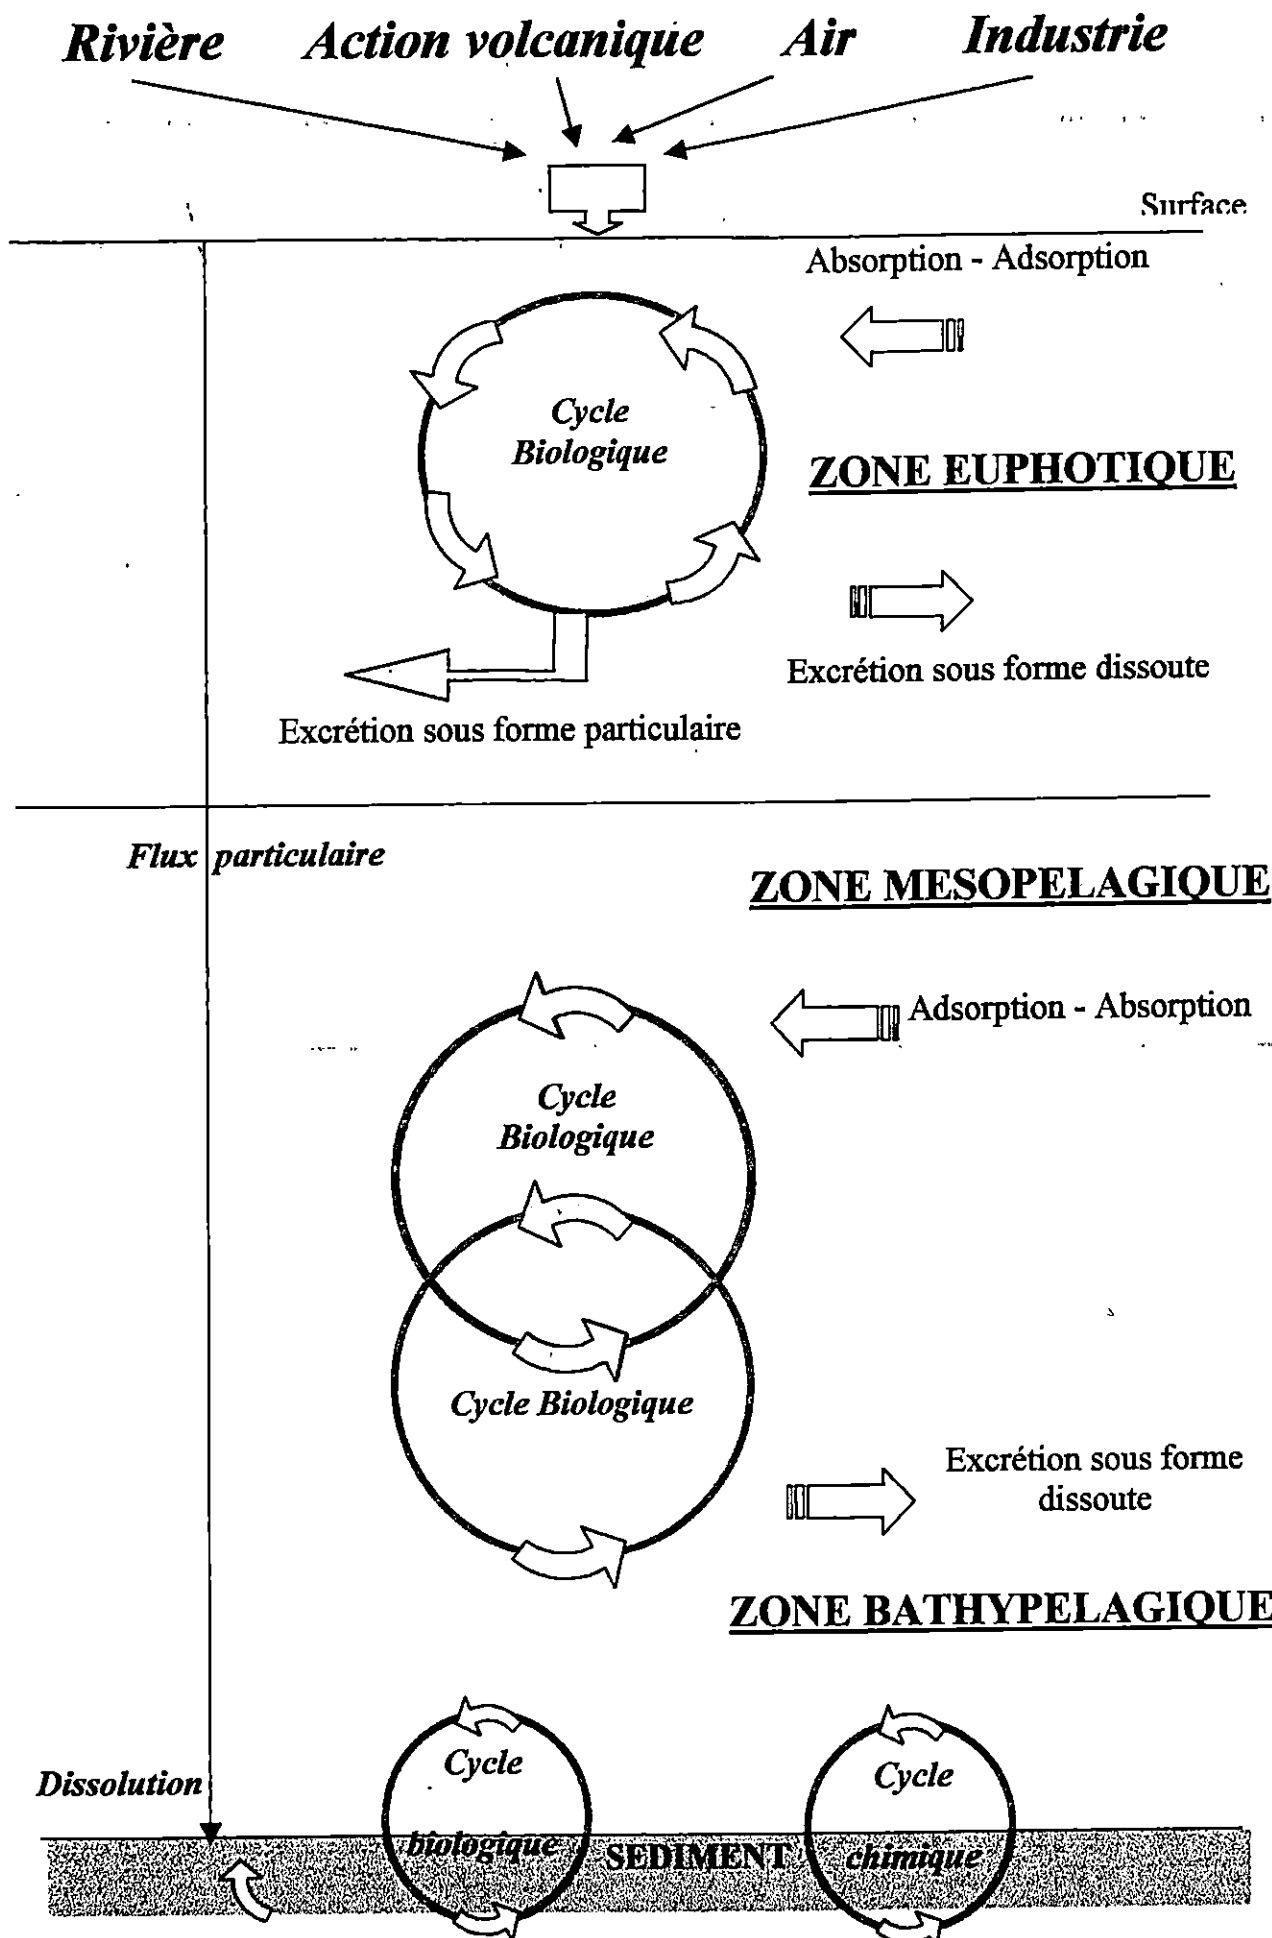 Rivière Action volcanique Air Industrie
Surface
Absorption - Adsorption
Cycle
Biologique
ZONE EUPHOTIQUE
Excrétion sous forme dissoute
Excrétion sous forme particulaire
Flux particulaire
ZONE MESOPELAGIQUE
Adsorption - Absorption
Cycle
Biologique
Cycle Biologique
Excrétion sous forme
dissoute
ZONE BATHYPELAGIQUE
Cycle
Cycle
Dissolution
biologique SEDIMENT chimique